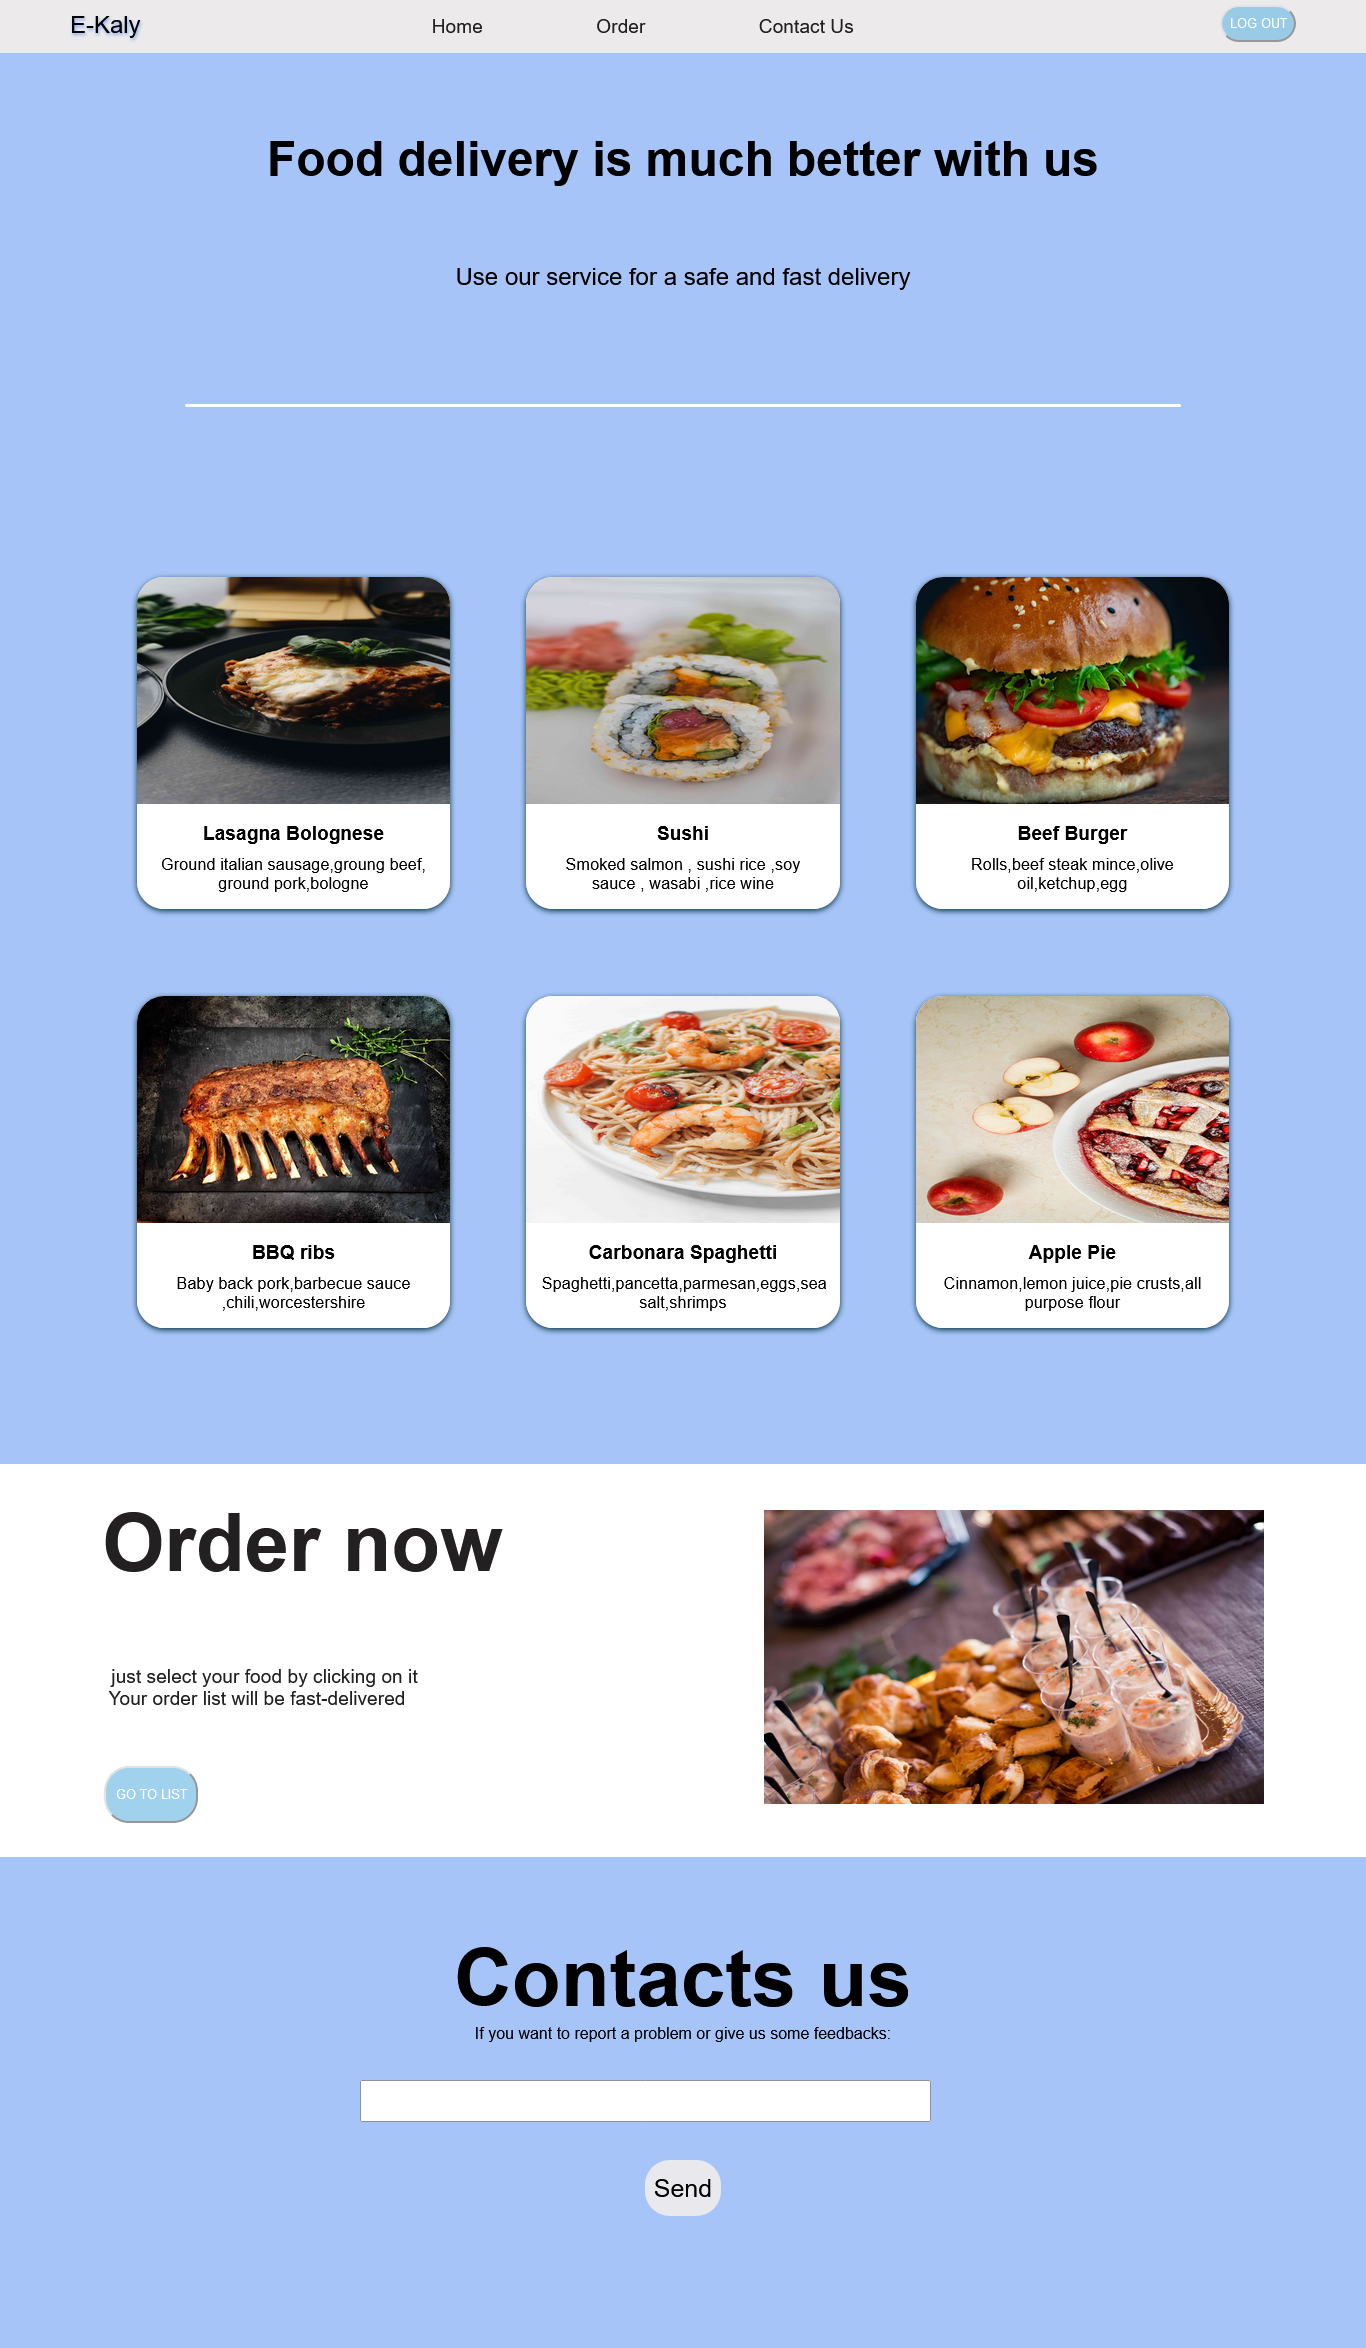 E-Kaly
Home
Order
Contact Us
LOG OUT
Food delivery is much better with us
Use our service for a safe and fast delivery
Lasagna Bolognese
Ground italian sausage,groung beef,
ground pork,bologne
Sushi
Smoked salmon , sushi rice ,soy
sauce , wasabi ,rice wine
Beef Burger
Rolls,beef steak mince,olive
oil,ketchup,egg
BBQ ribs
Baby back pork,barbecue sauce
,chili,worcestershire
Carbonara Spaghetti
Spaghetti,pancetta,parmesan,eggs,sea
salt,shrimps
Apple Pie
Cinnamon,lemon juice,pie crusts,all
purpose flour
Order now
just select your food by clicking on it
Your order list will be fast-delivered
GO TO LIST
Contacts us
If you want to report a problem or give us some feedbacks:
Send